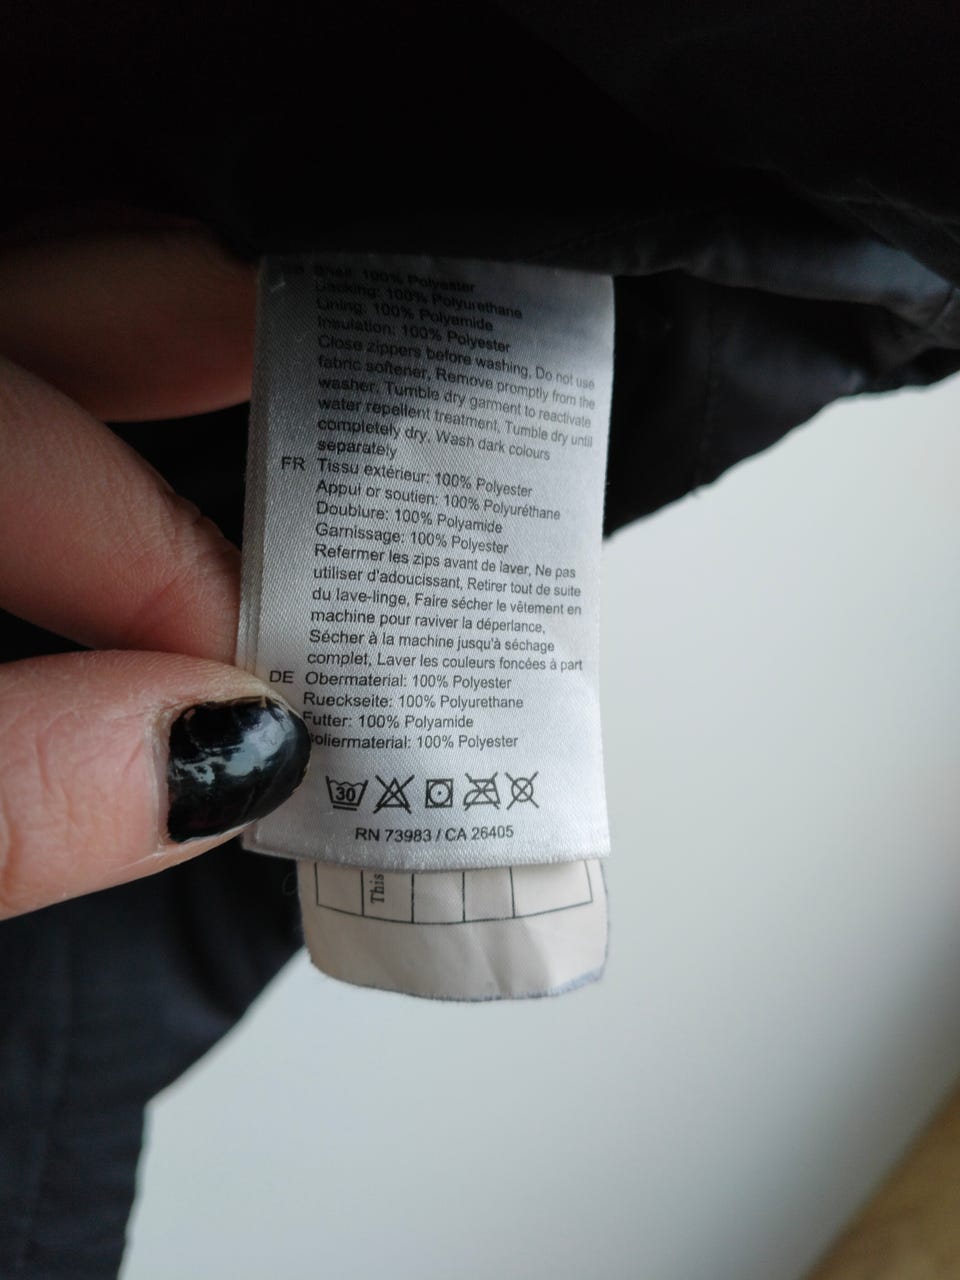 Shell: 100% Polyester
Backing: 100% Polyurethane
Lining: 100% Polyamide
Insulation: 100% Polyester
Close zippers before washing, Do not use
fabric softener, Remove promptly from the
washer, Tumble dry garment to reactivate
water repellent treatment, Tumble dry until
completely dry, Wash dark colours
separately
FR Tissu extérieur: 100% Polyester
Appui or soutien: 100% Polyuréthane
Doublure: 100% Polyamide
Garnissage: 100% Polyester
Refermer les zips avant de laver, Ne pas
utiliser d'adoucissant, Retirer tout de suite
du lave-linge, Faire sécher le vêtement en
machine pour raviver la déperlance,
Sécher à la machine jusqu'à séchage
complet, Laver les couleurs foncées à part
DE Obermaterial: 100% Polyester
Rueckseite: 100% Polyurethane
Futter: 100% Polyamide
soliermaterial: 100% Polyester
30
RN 73983 / CA 26405
This